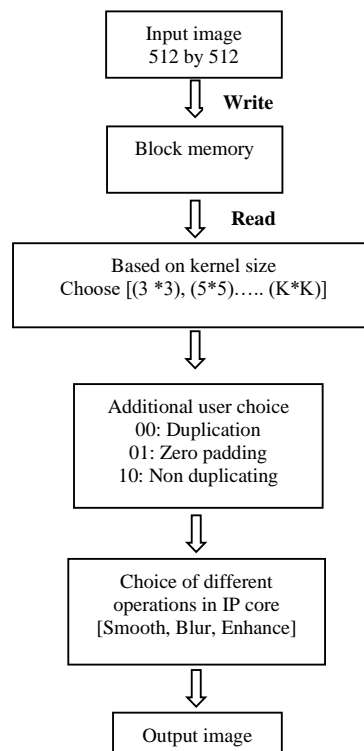 Input image
512 by 512
Write
Block memory
Read
Based on kernel size
Choose [(3 *3), (5*5)….. (K*K)]
Additional user choice
00: Duplication
01: Zero padding
10: Non duplicating
Choice of different
operations in IP core
[Smooth, Blur, Enhance]
Output image